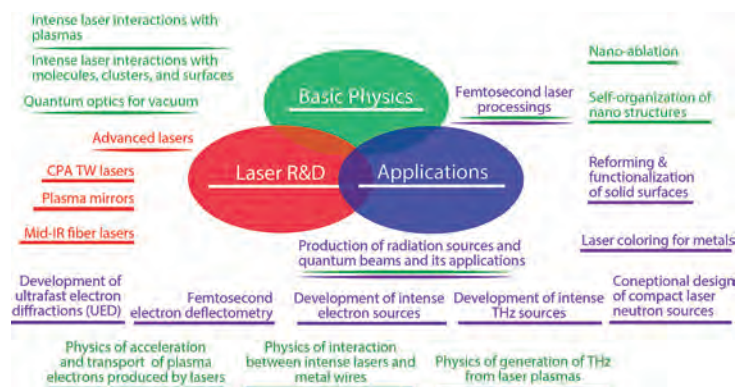 Intense laser interactions with
plasmas
Intense laser interactions with
molecules, clusters, and surfaces
Quantum optics for vacuum
Advanced lasers
CPA TW lasers
Plasma mirrors
Mid-IR fiber lasers
Basic Physics
Laser R&D
Applications
Femtosecond laser
processings
Nano-ablation
Self-organization of
nano structures
Reforming &
functionalization
of solid surfaces
Laser coloring for metals
Production of radiation sources and
quantum beams and its applications
Development of
ultrafast electron
diffractions (UED)
Femtosecond
electron deflectometry
Development of intense
electron sources
Development of intense
THz sources
Coneptional design
of compact laser
neutron sources
Physics of acceleration
and transport of plasma
electrons produced by lasers
Physics of interaction
between intense lasers and
metal wires
Physics of generation of THz
from laser plasmas